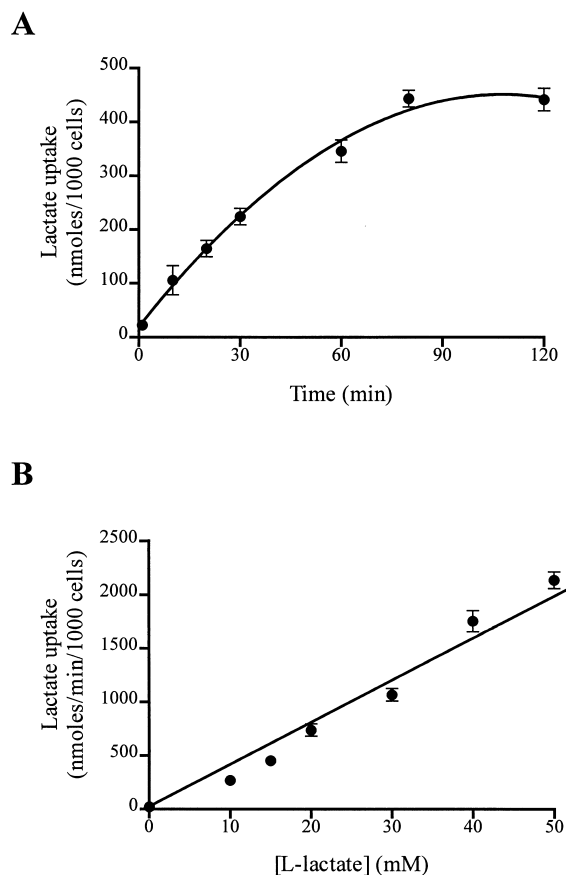 A
500
400
300
200
100
0
Lactate uptake
(nmoles/1000 cells)
0 30 60 90 120
Time (min)
B
2500
2000
1500
1000
500
0
Lactate uptake
(nmoles/min/1000 cells)
0 10 20 30 40 50
[L-lactate] (mM)